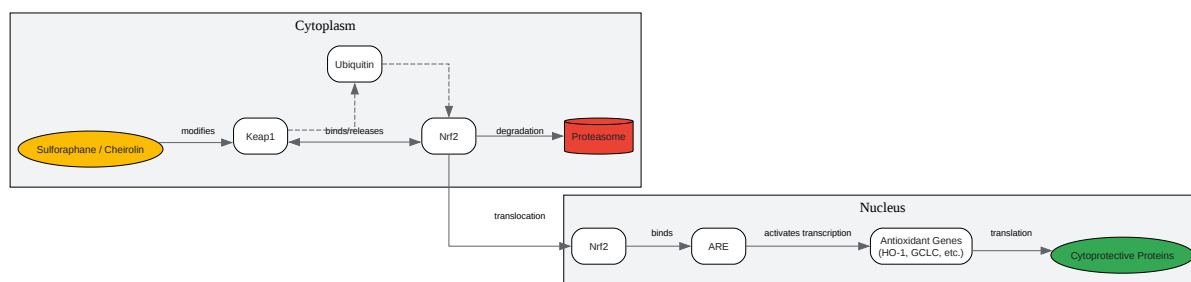 Cytoplasm
Ubiquitin
modifies
Keap1
binds/releases
Nrf2
degradation
Proteasome
Sulforaphane / Cheirolin
translocation
Nucleus
Nrf2
binds
ARE
activates transcription
Antioxidant Genes
(HO-1, GCLC, etc.)
translation
Cytoprotective Proteins